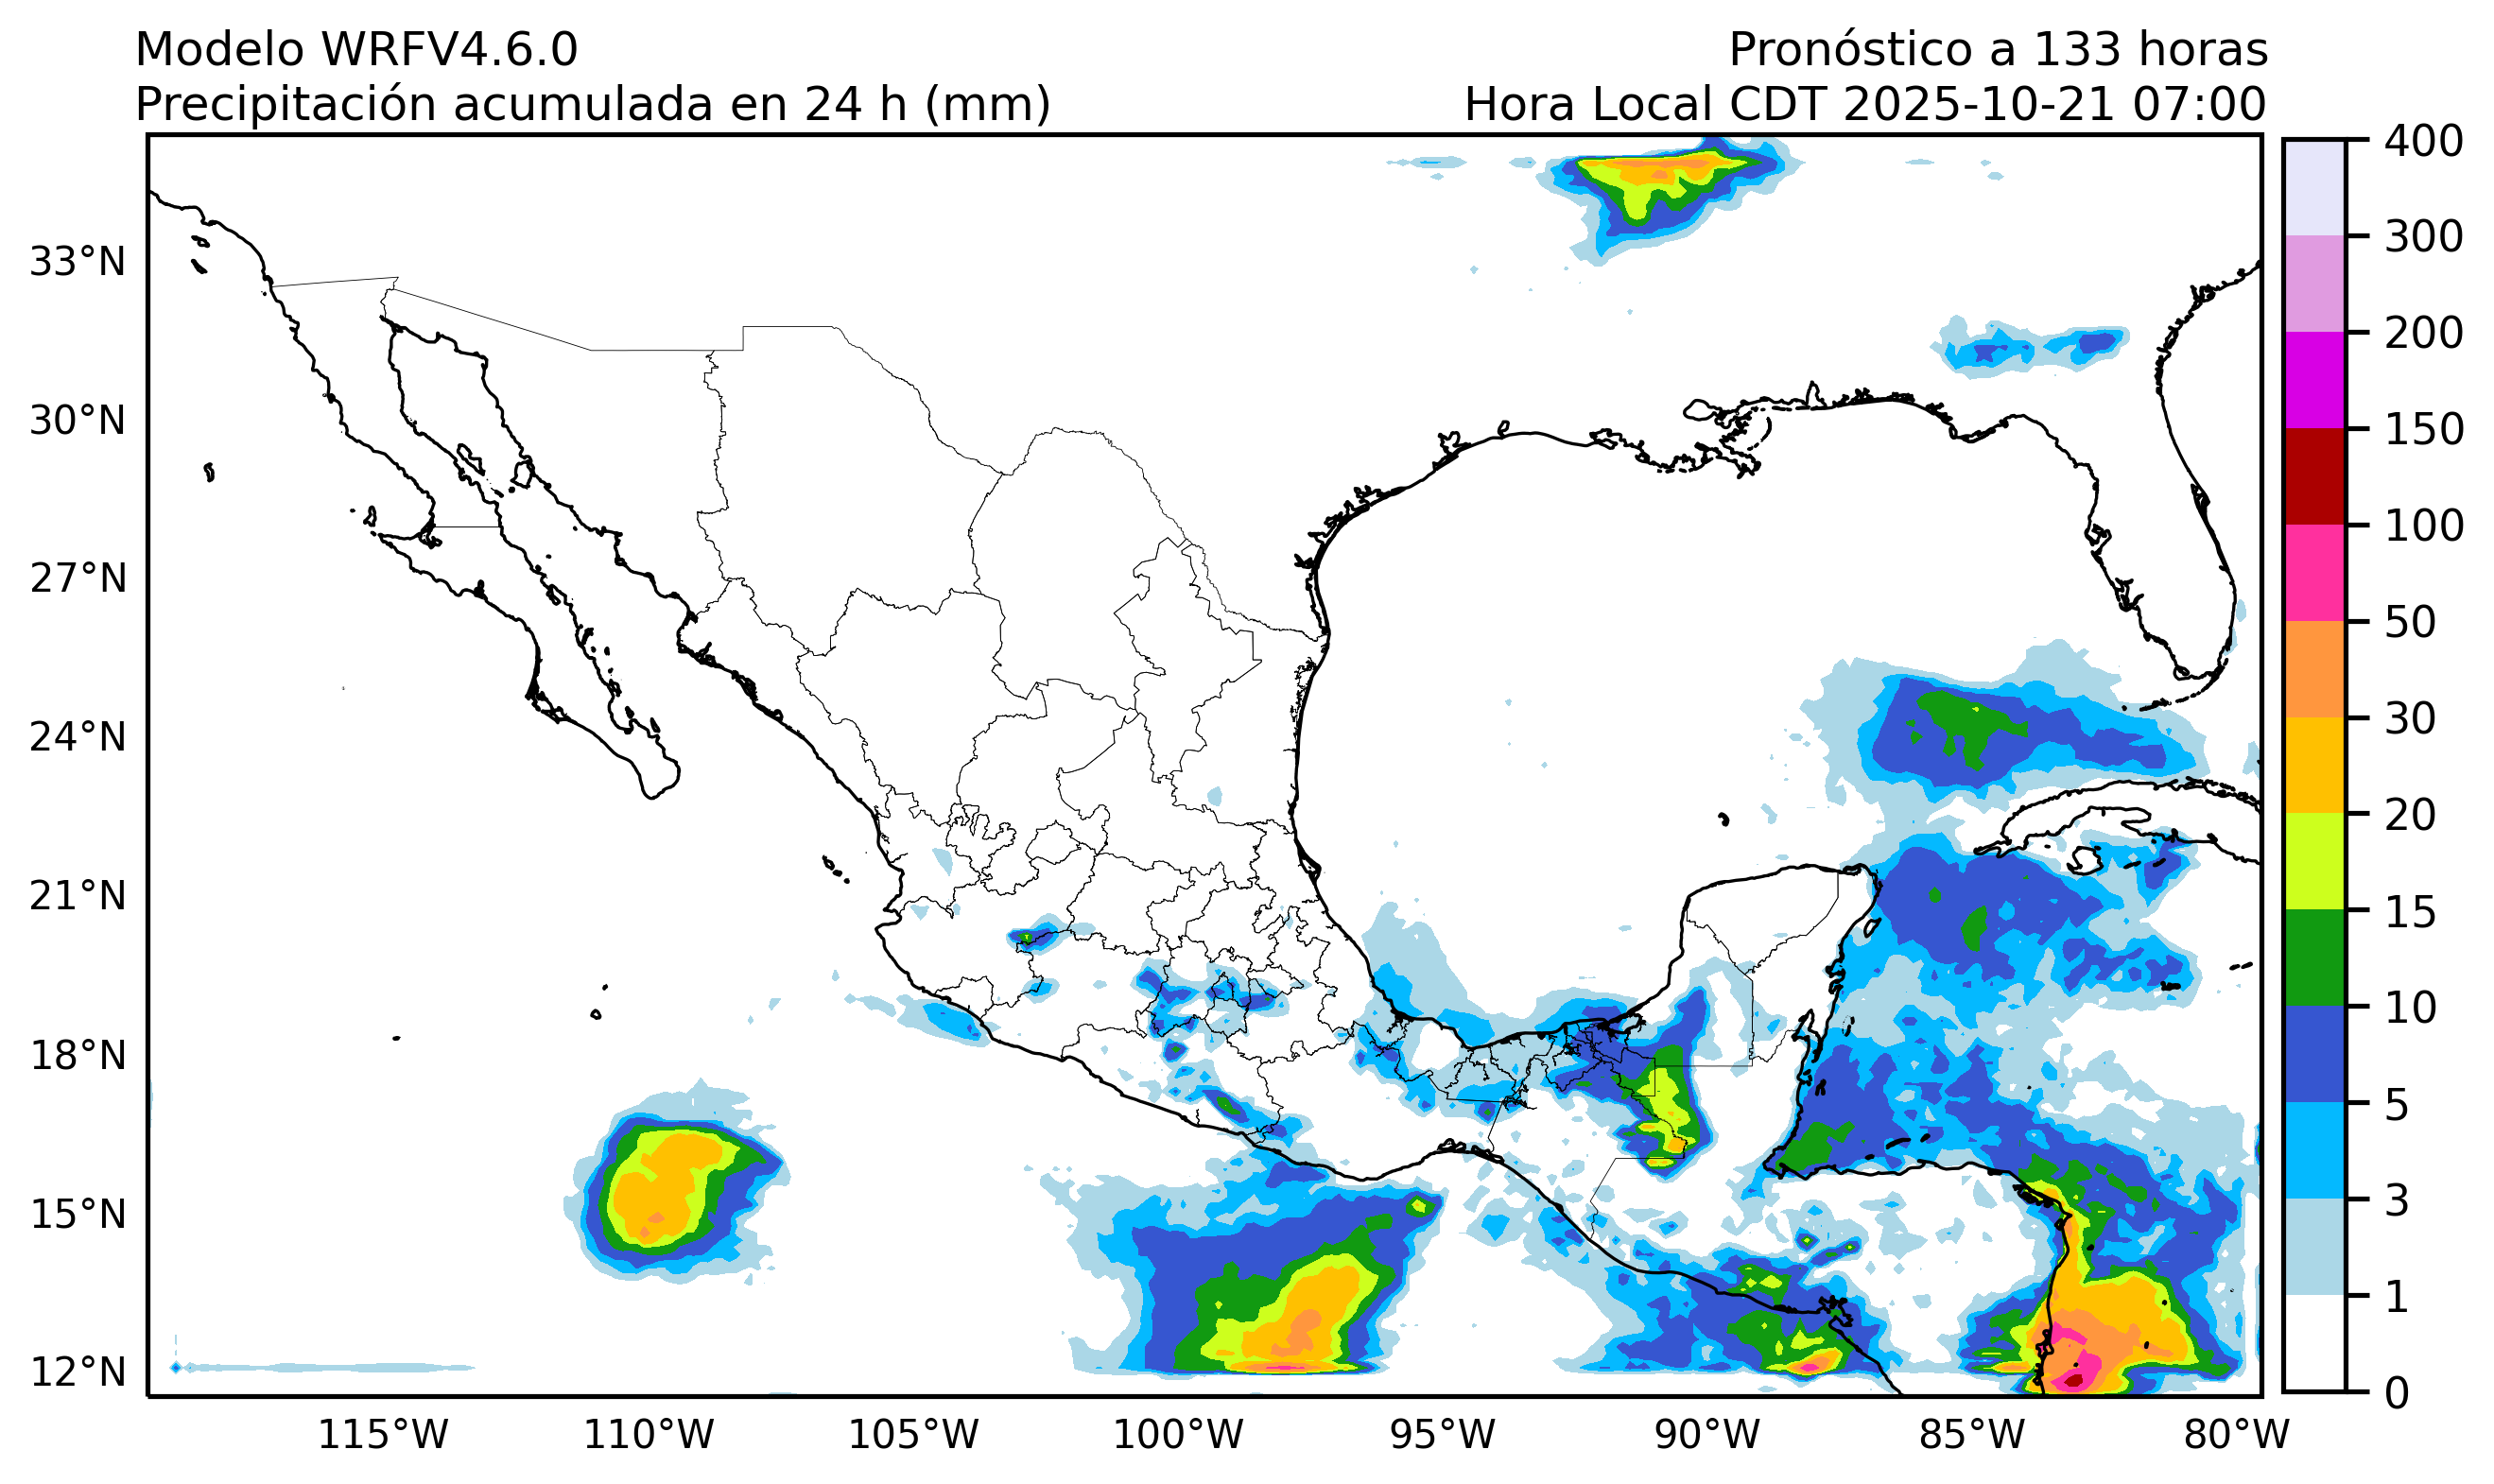 Modelo WRFV4.6.0
Pronóstico a 133 horas
Precipitación acumulada en 24 h (mm)
Hora Local CDT 2025-10-21 07:00
33°N
30°N
27°N
24°N
21°N
18°N
15°N
12°N
115°W
110°W
105°W
100°W
95°W
90°W
85°W
80°W
400
300
200
150
100
50
30
20
15
10
5
3
1
0